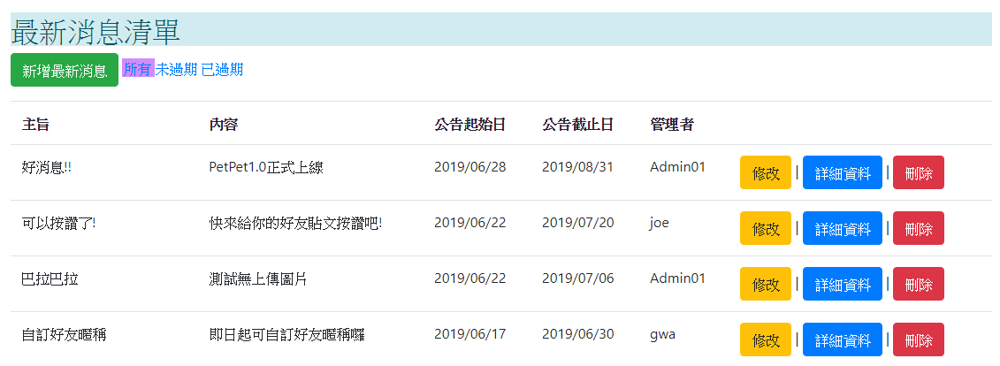 最新消息清單
新增最新消息 所有 未過期 已過期
主旨 內容 公告起始日 公告截止日 管理者
好消息!! PetPet1.0正式上線 2019/06/28 2019/08/31 Admin01 修改 | 詳細資料 | 刪除
可以按讚了! 快來給你的好友貼文按讚吧! 2019/06/22 2019/07/20 joe 修改 | 詳細資料 | 刪除
巴拉巴拉 測試無上傳圖片 2019/06/22 2019/07/06 Admin01 修改 | 詳細資料 | 刪除
自訂好友暱稱 即日起可自訂好友暱稱囉 2019/06/17 2019/06/30 gwa 修改 | 詳細資料 | 刪除